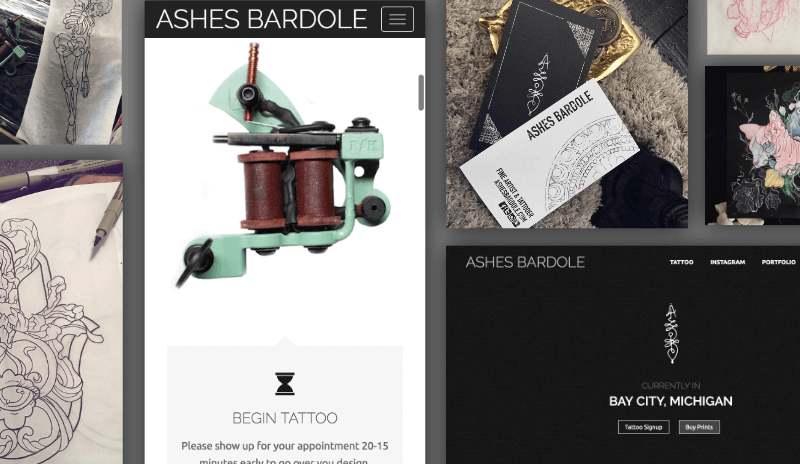 ASHES BARDOLE
BEGIN TATTOO
Please show up for your appointment 20-15
minutes early to go over you design
ASHES BARDOLE
FINE ARTIST & TATTOOER
ASHESBARDOLE.COM
ASHES BARDOLE
TATTOO
INSTAGRAM
PORTFOLIO
CURRENTLY IN
BAY CITY, MICHIGAN
Tattoo Signup
Buy Prints